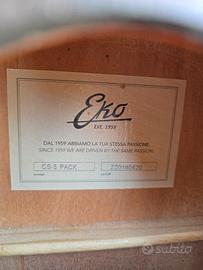 Eko
Est. 1959
DAL 1959 ABBIAMO LA TUA STESSA PASSIONE.
SINCE 1959 WE ARE DRIVEN BY THE SAME PASSION.
CS-5 PACK
subito